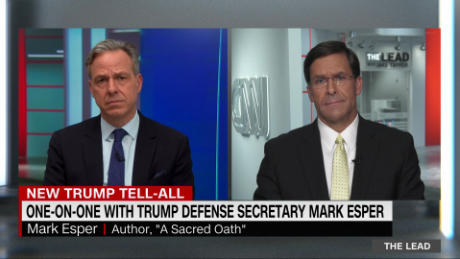 THE LEAD
NEW TRUMP TELL-ALL
ONE-ON-ONE WITH TRUMP DEFENSE SECRETARY MARK ESPER
Mark Esper | Author, "A Sacred Oath"
THE LEAD